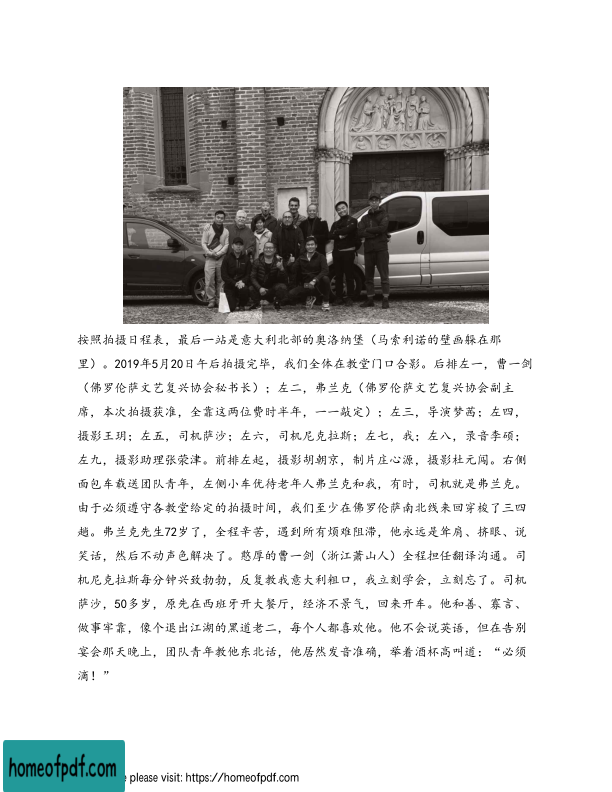 按照拍摄日程表，最后一站是意大利北部的奥洛纳堡（马索利诺的壁画躲在那
里）。2019年5月20日午后拍摄完毕，我们全体在教堂门口合影。后排左一，曹一剑
（佛罗伦萨文艺复兴协会秘书长）；左二，弗兰克（佛罗伦萨文艺复兴协会副主
席，本次拍摄获准，全靠这两位费时半年，一一敲定）；左三，导演梦茜；左四，
摄影王玥；左五，司机萨沙；左六，司机尼克拉斯；左七，我；左八，录音李硕；
左九，摄影助理张荣津。前排左起，摄影胡朝京，制片庄心源，摄影杜元闯。右侧
面包车载送团队青年，左侧小车优待老年人弗兰克和我，有时，司机就是弗兰克。
由于必须遵守各教堂给定的拍摄时间，我们至少在佛罗伦萨南北线来回穿梭了三四
趟。弗兰克先生72岁了，全程辛苦，遇到所有烦难阻滞，他永远是耸肩、挤眼、说
笑话，然后不动声色解决了。憨厚的曹一剑（浙江萧山人）全程担任翻译沟通。司
机尼克拉斯每分钟兴致勃勃，反复教我意大利粗口，我立刻学会，立刻忘了。司机
萨沙，50多岁，原先在西班牙开大餐厅，经济不景气，回来开车。他和善、寡言、
做事牢靠，像个退出江湖的黑道老二，每个人都喜欢他。他不会说英语，但在告别
宴会那天晚上，团队青年教他东北话，他居然发音准确，举着酒杯高叫道：“必须
滴！”
homeofpdf.com
e please visit: https://homeofpdf.com